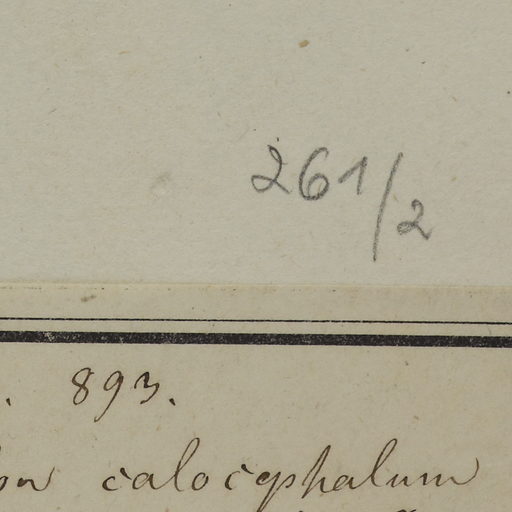 261/2
. 893.
calocephalum